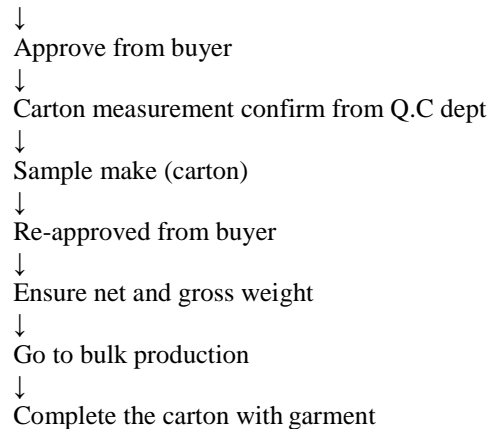 ↓
Approve from buyer
↓
Carton measurement confirm from Q.C dept
↓
Sample make (carton)
↓
Re-approved from buyer
↓
Ensure net and gross weight
↓
Go to bulk production
↓
Complete the carton with garment